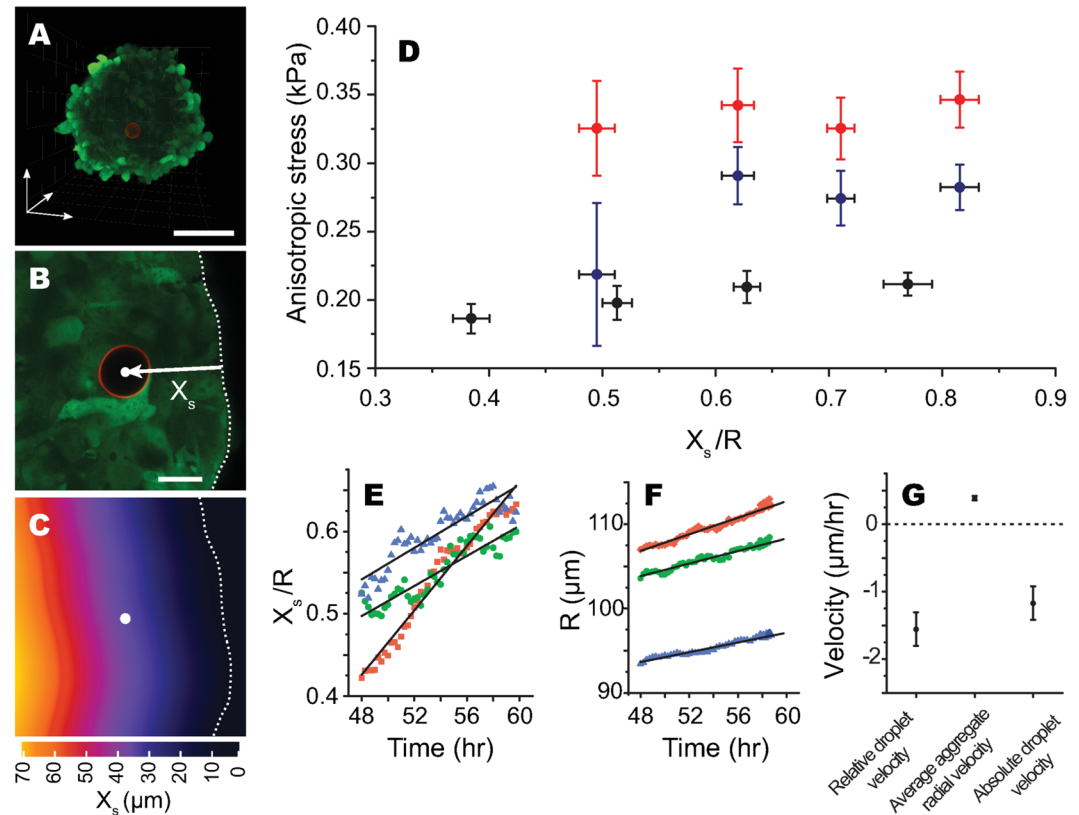 A
B
X_s
C
70 60 50 40 30 20 10 0
X_s (µm)
D
Anisotropic stress (kPa)
0.40
0.35
0.30
0.25
0.20
0.15
0.3 0.4 0.5 0.6 0.7 0.8 0.9
X_s/R
E
X_s/R
0.6
0.5
0.4
48 52 56 60
Time (hr)
F
R (µm)
110
100
90
48 52 56 60
Time (hr)
G
Velocity (µm/hr)
0
-1
-2
Relative droplet
velocity
Average aggregate
radial velocity
Absolute droplet
velocity